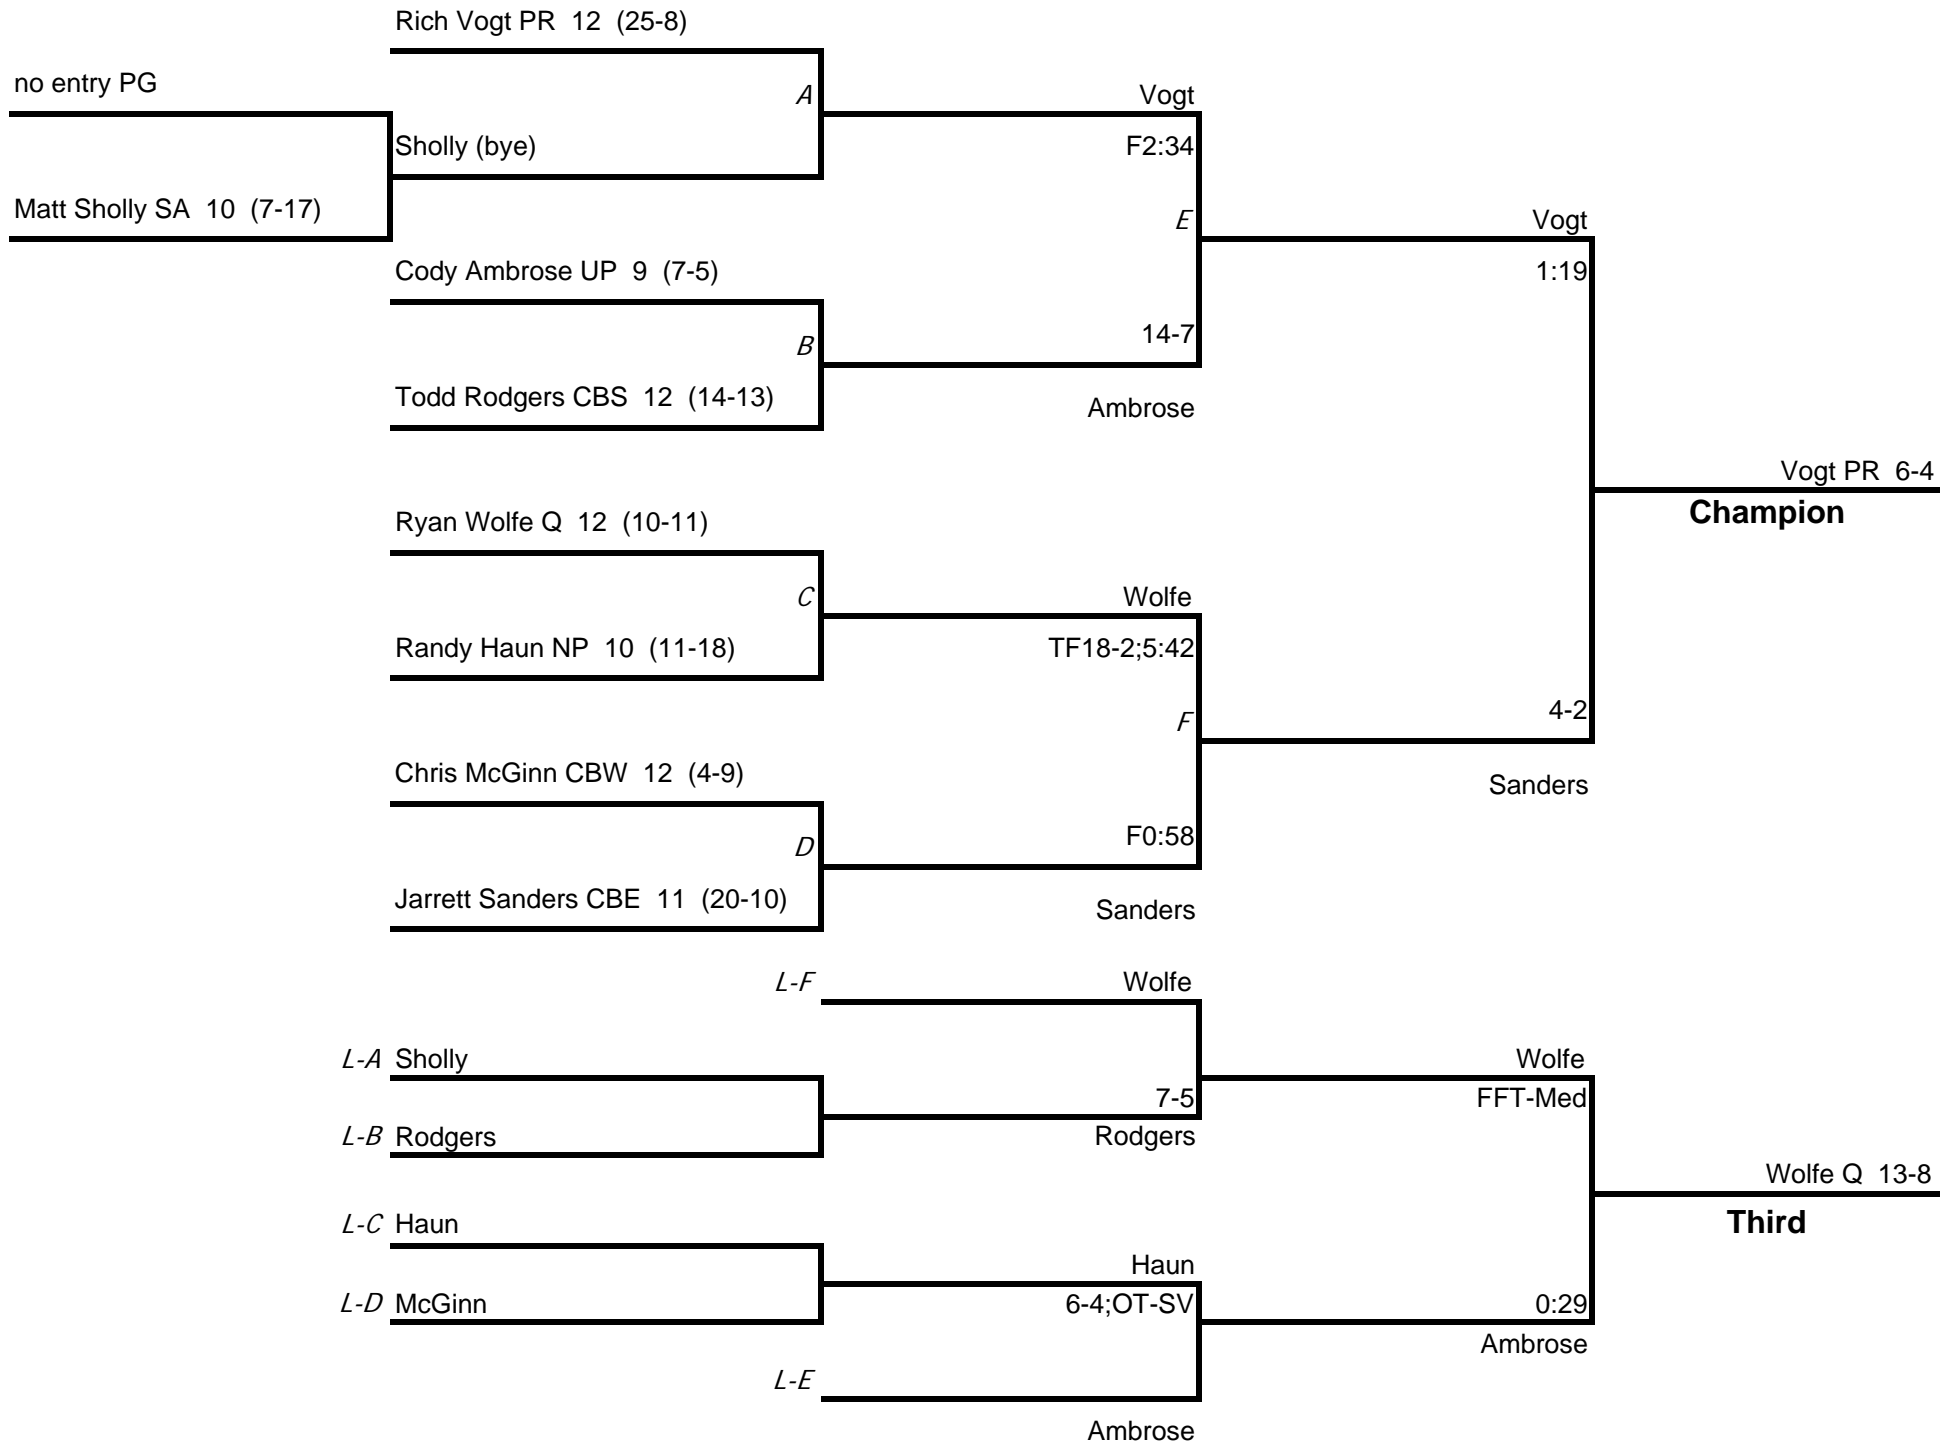 Rich Vogt PR 12 (25-8)
no entry PG
A
Vogt
Sholly (bye)
F2:34
Matt Sholly SA 10 (7-17)
E
Vogt
Cody Ambrose UP 9 (7-5)
1:19
14-7
B
Todd Rodgers CBS 12 (14-13)
Ambrose
Vogt PR 6-4
Champion
Ryan Wolfe Q 12 (10-11)
C
Wolfe
Randy Haun NP 10 (11-18)
TF18-2;5:42
F
4-2
Chris McGinn CBW 12 (4-9)
Sanders
F0:58
D
Jarrett Sanders CBE 11 (20-10)
Sanders
L-F
Wolfe
L-A Sholly
Wolfe
7-5
FFT-Med
L-B Rodgers
Rodgers
Wolfe Q 13-8
Third
L-C Haun
Haun
L-D McGinn
6-4;OT-SV
0:29
Ambrose
L-E
Ambrose